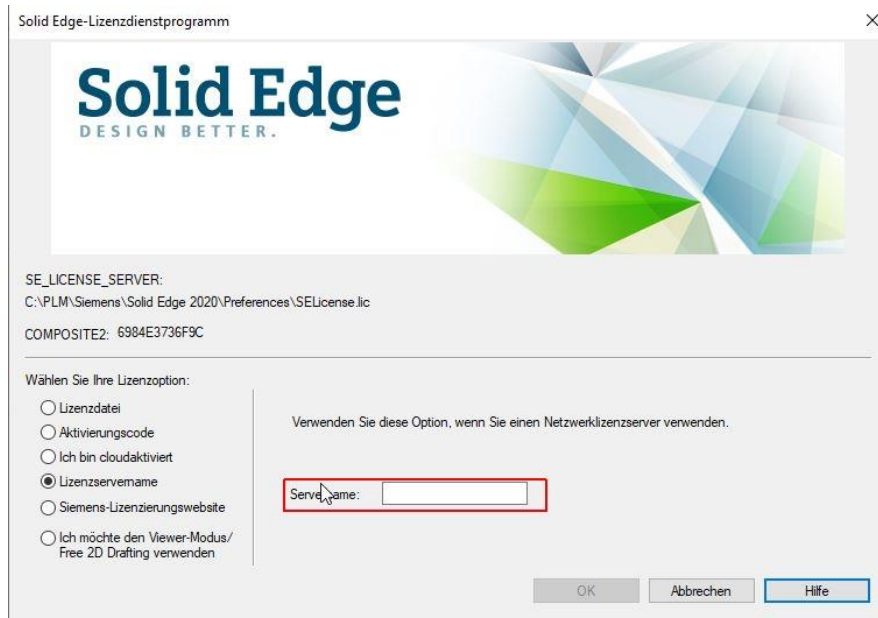 Solid Edge-Lizenzdienstprogramm
Solid Edge
DESIGN BETTER.
SE_LICENSE_SERVER:
C:\PLM\Siemens\Solid Edge 2020\Preferences\SELicense.lic
COMPOSITE2: 6984E3736F9C
Wählen Sie Ihre Lizenzoption:
Lizenzdatei
Aktivierungscode
Ich bin cloudaktiviert
Lizenzservername
Siemens-Lizenzierungswebsite
Ich möchte den Viewer-Modus/
Free 2D Drafting verwenden
Verwenden Sie diese Option, wenn Sie einen Netzwerklizenzserver verwenden.
Servername:
OK
Abbrechen
Hilfe